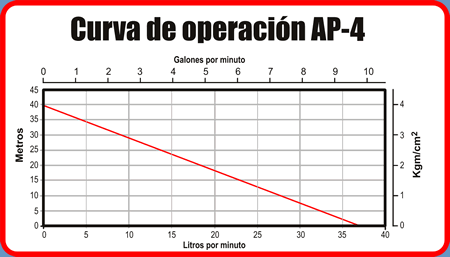 Curva de operación AP-4
Galones por minuto
0 1 2 3 4 5 6 7 8 9 10
Metros
45
40
35
30
25
20
15
10
5
0
4
3
2
1
0
Kgm/cm²
0 5 10 15 20 25 30 35 40
Litros por minuto